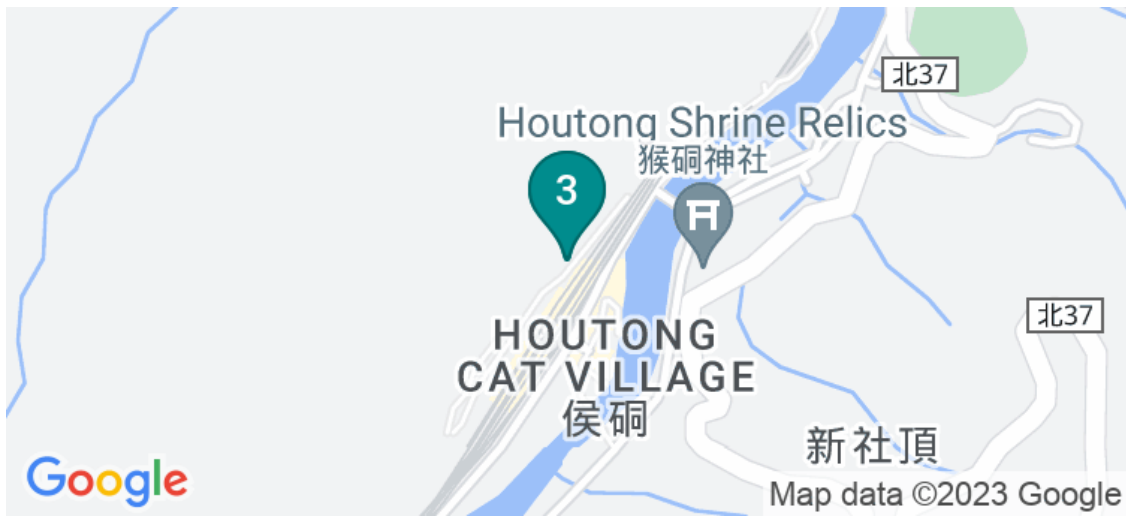 北37
Houtong Shrine Relics
猴硐神社
3
北37
HOUTONG
CAT VILLAGE
侯硐
新社頂
Google
Map data ©2023 Google